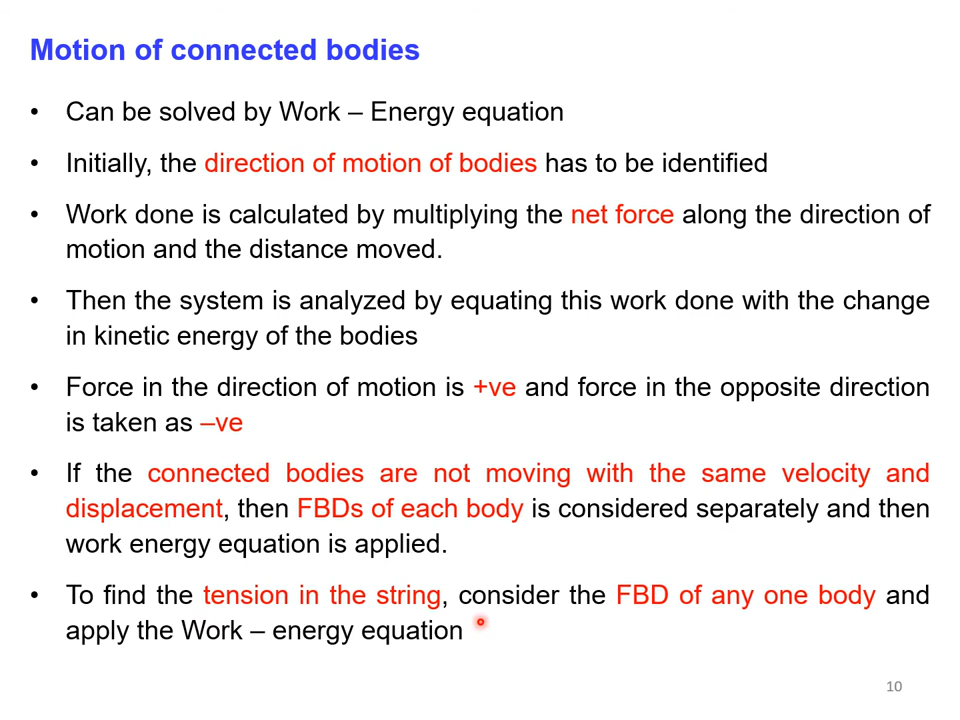 Motion of connected bodies
• Can be solved by Work – Energy equation
• Initially, the direction of motion of bodies has to be identified
• Work done is calculated by multiplying the net force along the direction of
motion and the distance moved.
• Then the system is analyzed by equating this work done with the change
in kinetic energy of the bodies
• Force in the direction of motion is +ve and force in the opposite direction
is taken as –ve
• If the connected bodies are not moving with the same velocity and
displacement, then FBDs of each body is considered separately and then
work energy equation is applied.
• To find the tension in the string, consider the FBD of any one body and
apply the Work – energy equation
10